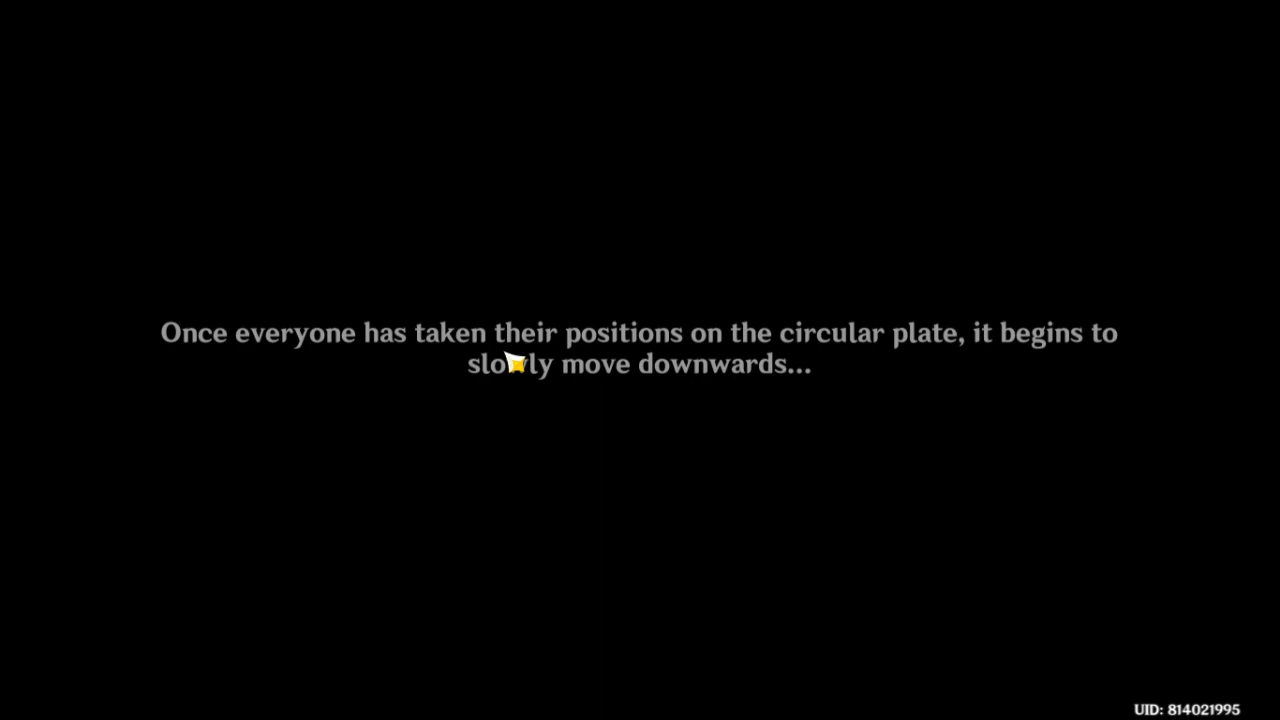 Once everyone has taken their positions on the circular plate, it begins to
slowly move downwards...
UID: 814021995